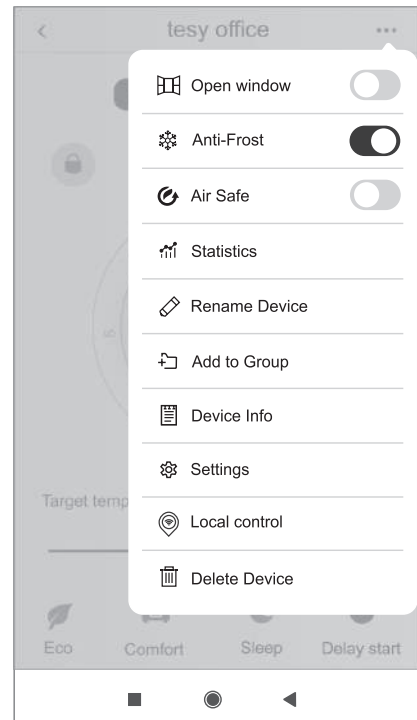 tesy office
Open window
Anti-Frost
Air Safe
Statistics
Rename Device
Add to Group
Device Info
Settings
Local control
Delete Device
Target temp
Eco Comfort Sleep Delay start